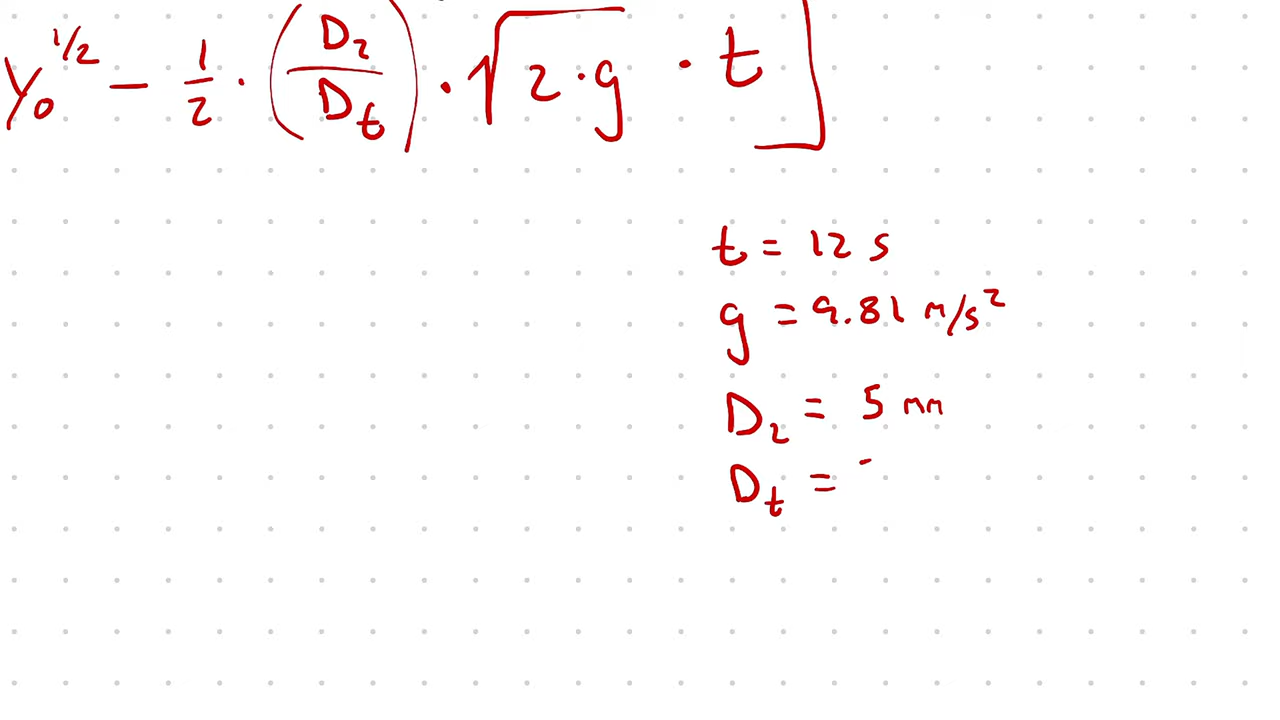 y₀^1/2 − 1/2 · (D₂/Dₜ) · √(2·g) · t]
t = 12 s
g = 9.81 m/s²
D₂ = 5 mm
Dₜ =